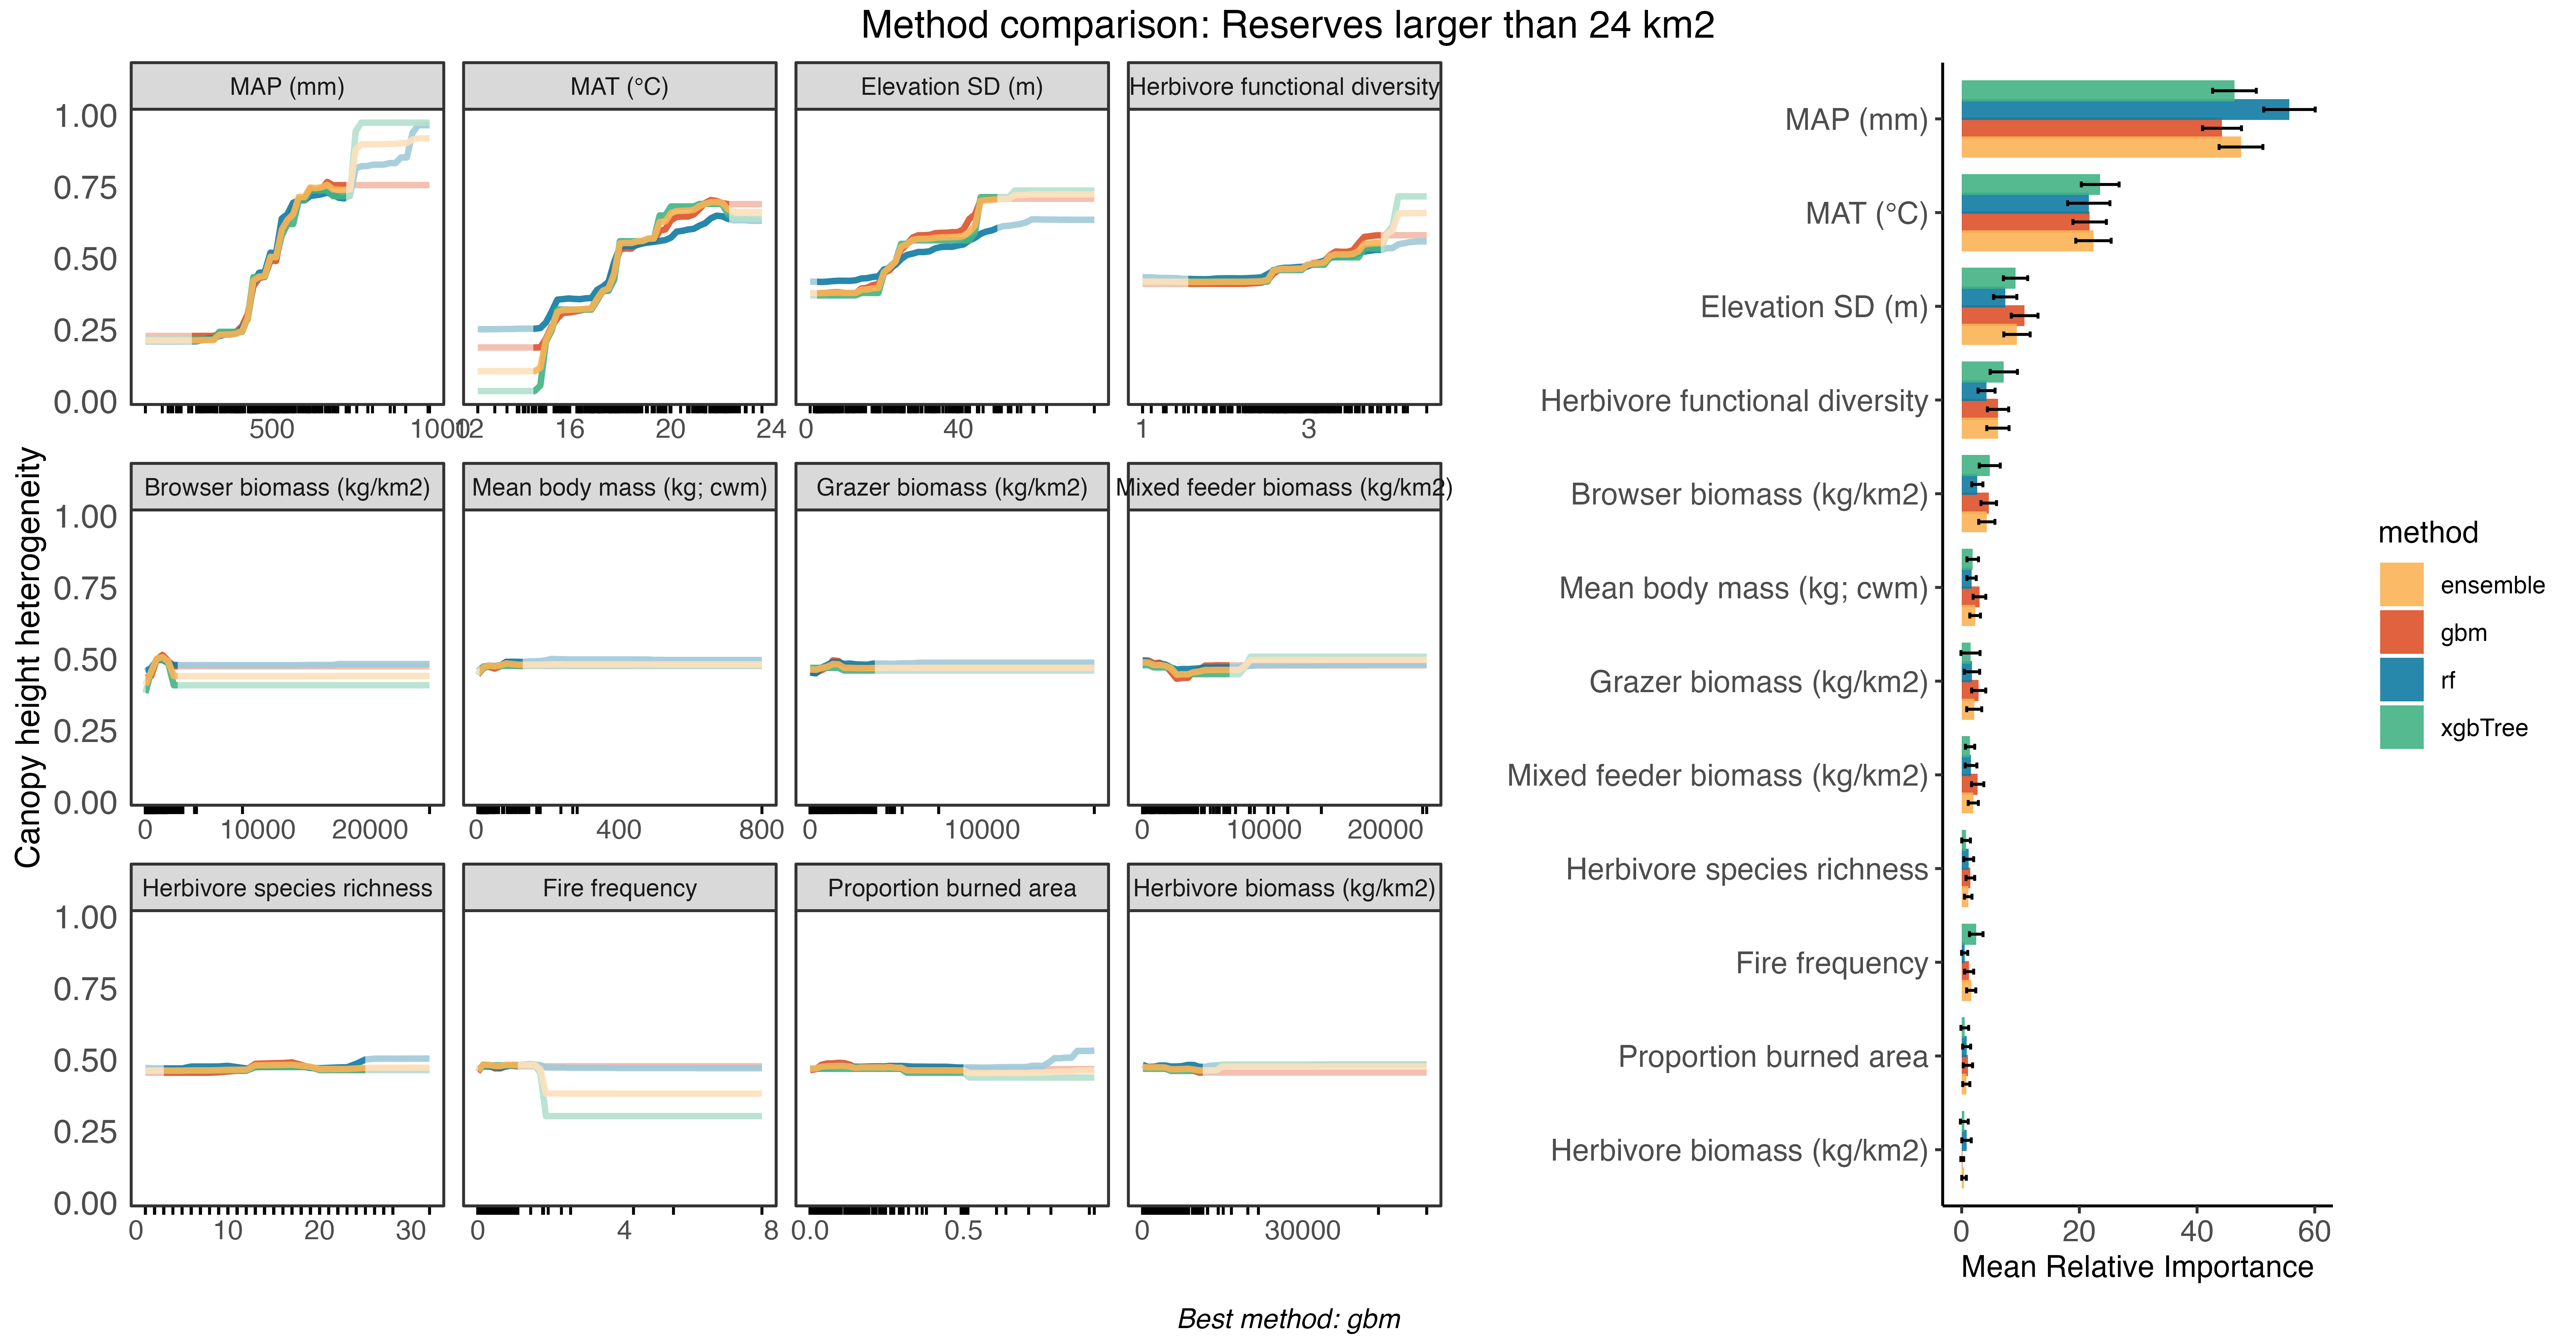 Method comparison: Reserves larger than 24 km2
Canopy height heterogeneity
MAP (mm)
MAT (°C)
Elevation SD (m)
Herbivore functional diversity
1.00
0.75
0.50
0.25
0.00
500 1000
12 16 20 24
0 40
1 3
Browser biomass (kg/km2)
Mean body mass (kg; cwm)
Grazer biomass (kg/km2)
Mixed feeder biomass (kg/km2)
1.00
0.75
0.50
0.25
0.00
0 10000 20000
0 400 800
0 10000
0 10000 20000
Herbivore species richness
Fire frequency
Proportion burned area
Herbivore biomass (kg/km2)
1.00
0.75
0.50
0.25
0.00
0 10 20 30
0 4 8
0.0 0.5
0 30000
MAP (mm)
MAT (°C)
Elevation SD (m)
Herbivore functional diversity
Browser biomass (kg/km2)
Mean body mass (kg; cwm)
Grazer biomass (kg/km2)
Mixed feeder biomass (kg/km2)
Herbivore species richness
Fire frequency
Proportion burned area
Herbivore biomass (kg/km2)
0 20 40 60
Mean Relative Importance
method
ensemble
gbm
rf
xgbTree
Best method: gbm